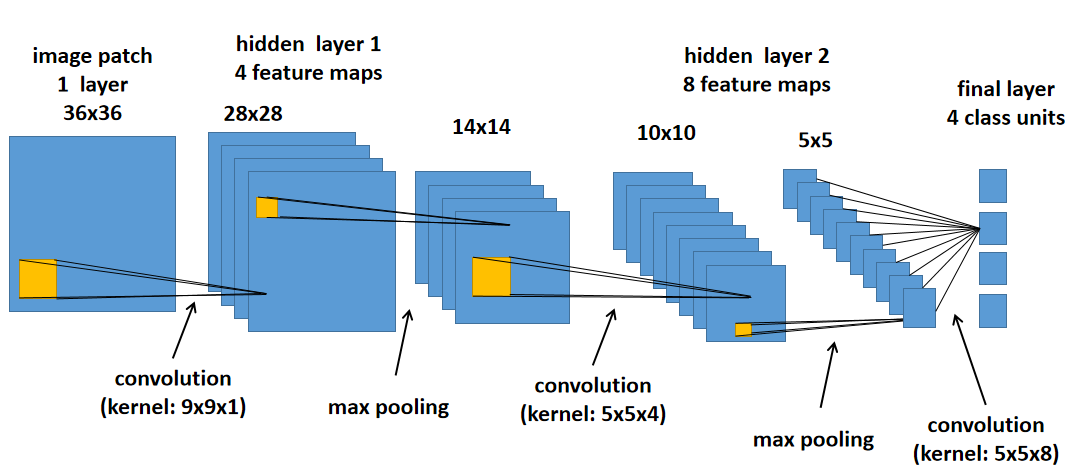 image patch
1 layer
36x36
hidden layer 1
4 feature maps
28x28
14x14
hidden layer 2
8 feature maps
10x10
5x5
final layer
4 class units
convolution
(kernel: 9x9x1)
max pooling
convolution
(kernel: 5x5x4)
max pooling
convolution
(kernel: 5x5x8)